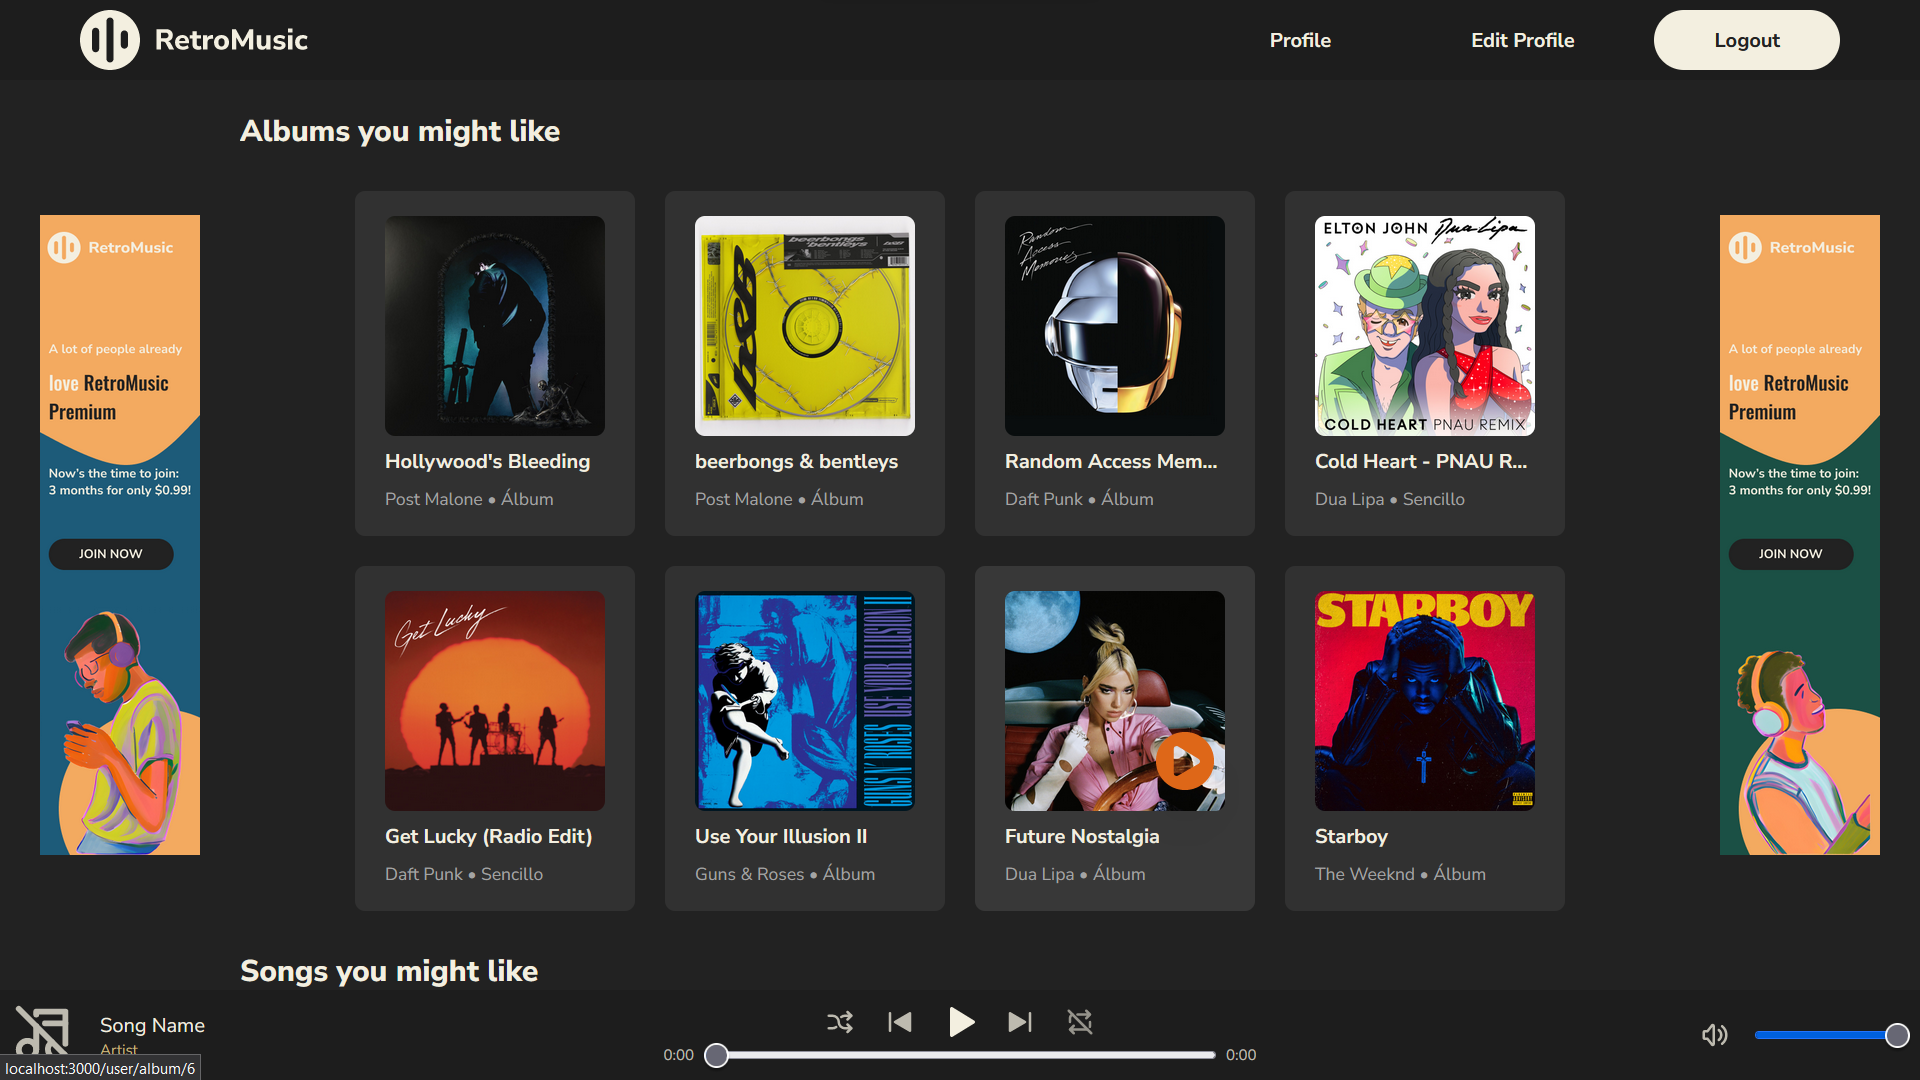 RetroMusic
Profile
Edit Profile
Logout
Albums you might like
RetroMusic
A lot of people already
love RetroMusic
Premium
Now's the time to join:
3 months for only $0.99!
JOIN NOW
beerbongs
& bentleys
Hollywood's Bleeding
Post Malone • Álbum
beerbongs & bentleys
Post Malone • Álbum
Random
Access
Memories
Random Access Mem...
Daft Punk • Álbum
ELTON JOHN Dua Lipa
COLD HEART PNAU REMIX
Cold Heart - PNAU R...
Dua Lipa • Sencillo
Get Lucky
Get Lucky (Radio Edit)
Daft Punk • Sencillo
GUNS N' ROSES USE YOUR ILLUSION II
Use Your Illusion II
Guns & Roses • Álbum
Future Nostalgia
Dua Lipa • Álbum
STARBOY
Starboy
The Weeknd • Álbum
RetroMusic
A lot of people already
love RetroMusic
Premium
Now's the time to join:
3 months for only $0.99!
JOIN NOW
Songs you might like
Song Name
Artist
0:00
0:00
localhost:3000/user/album/6